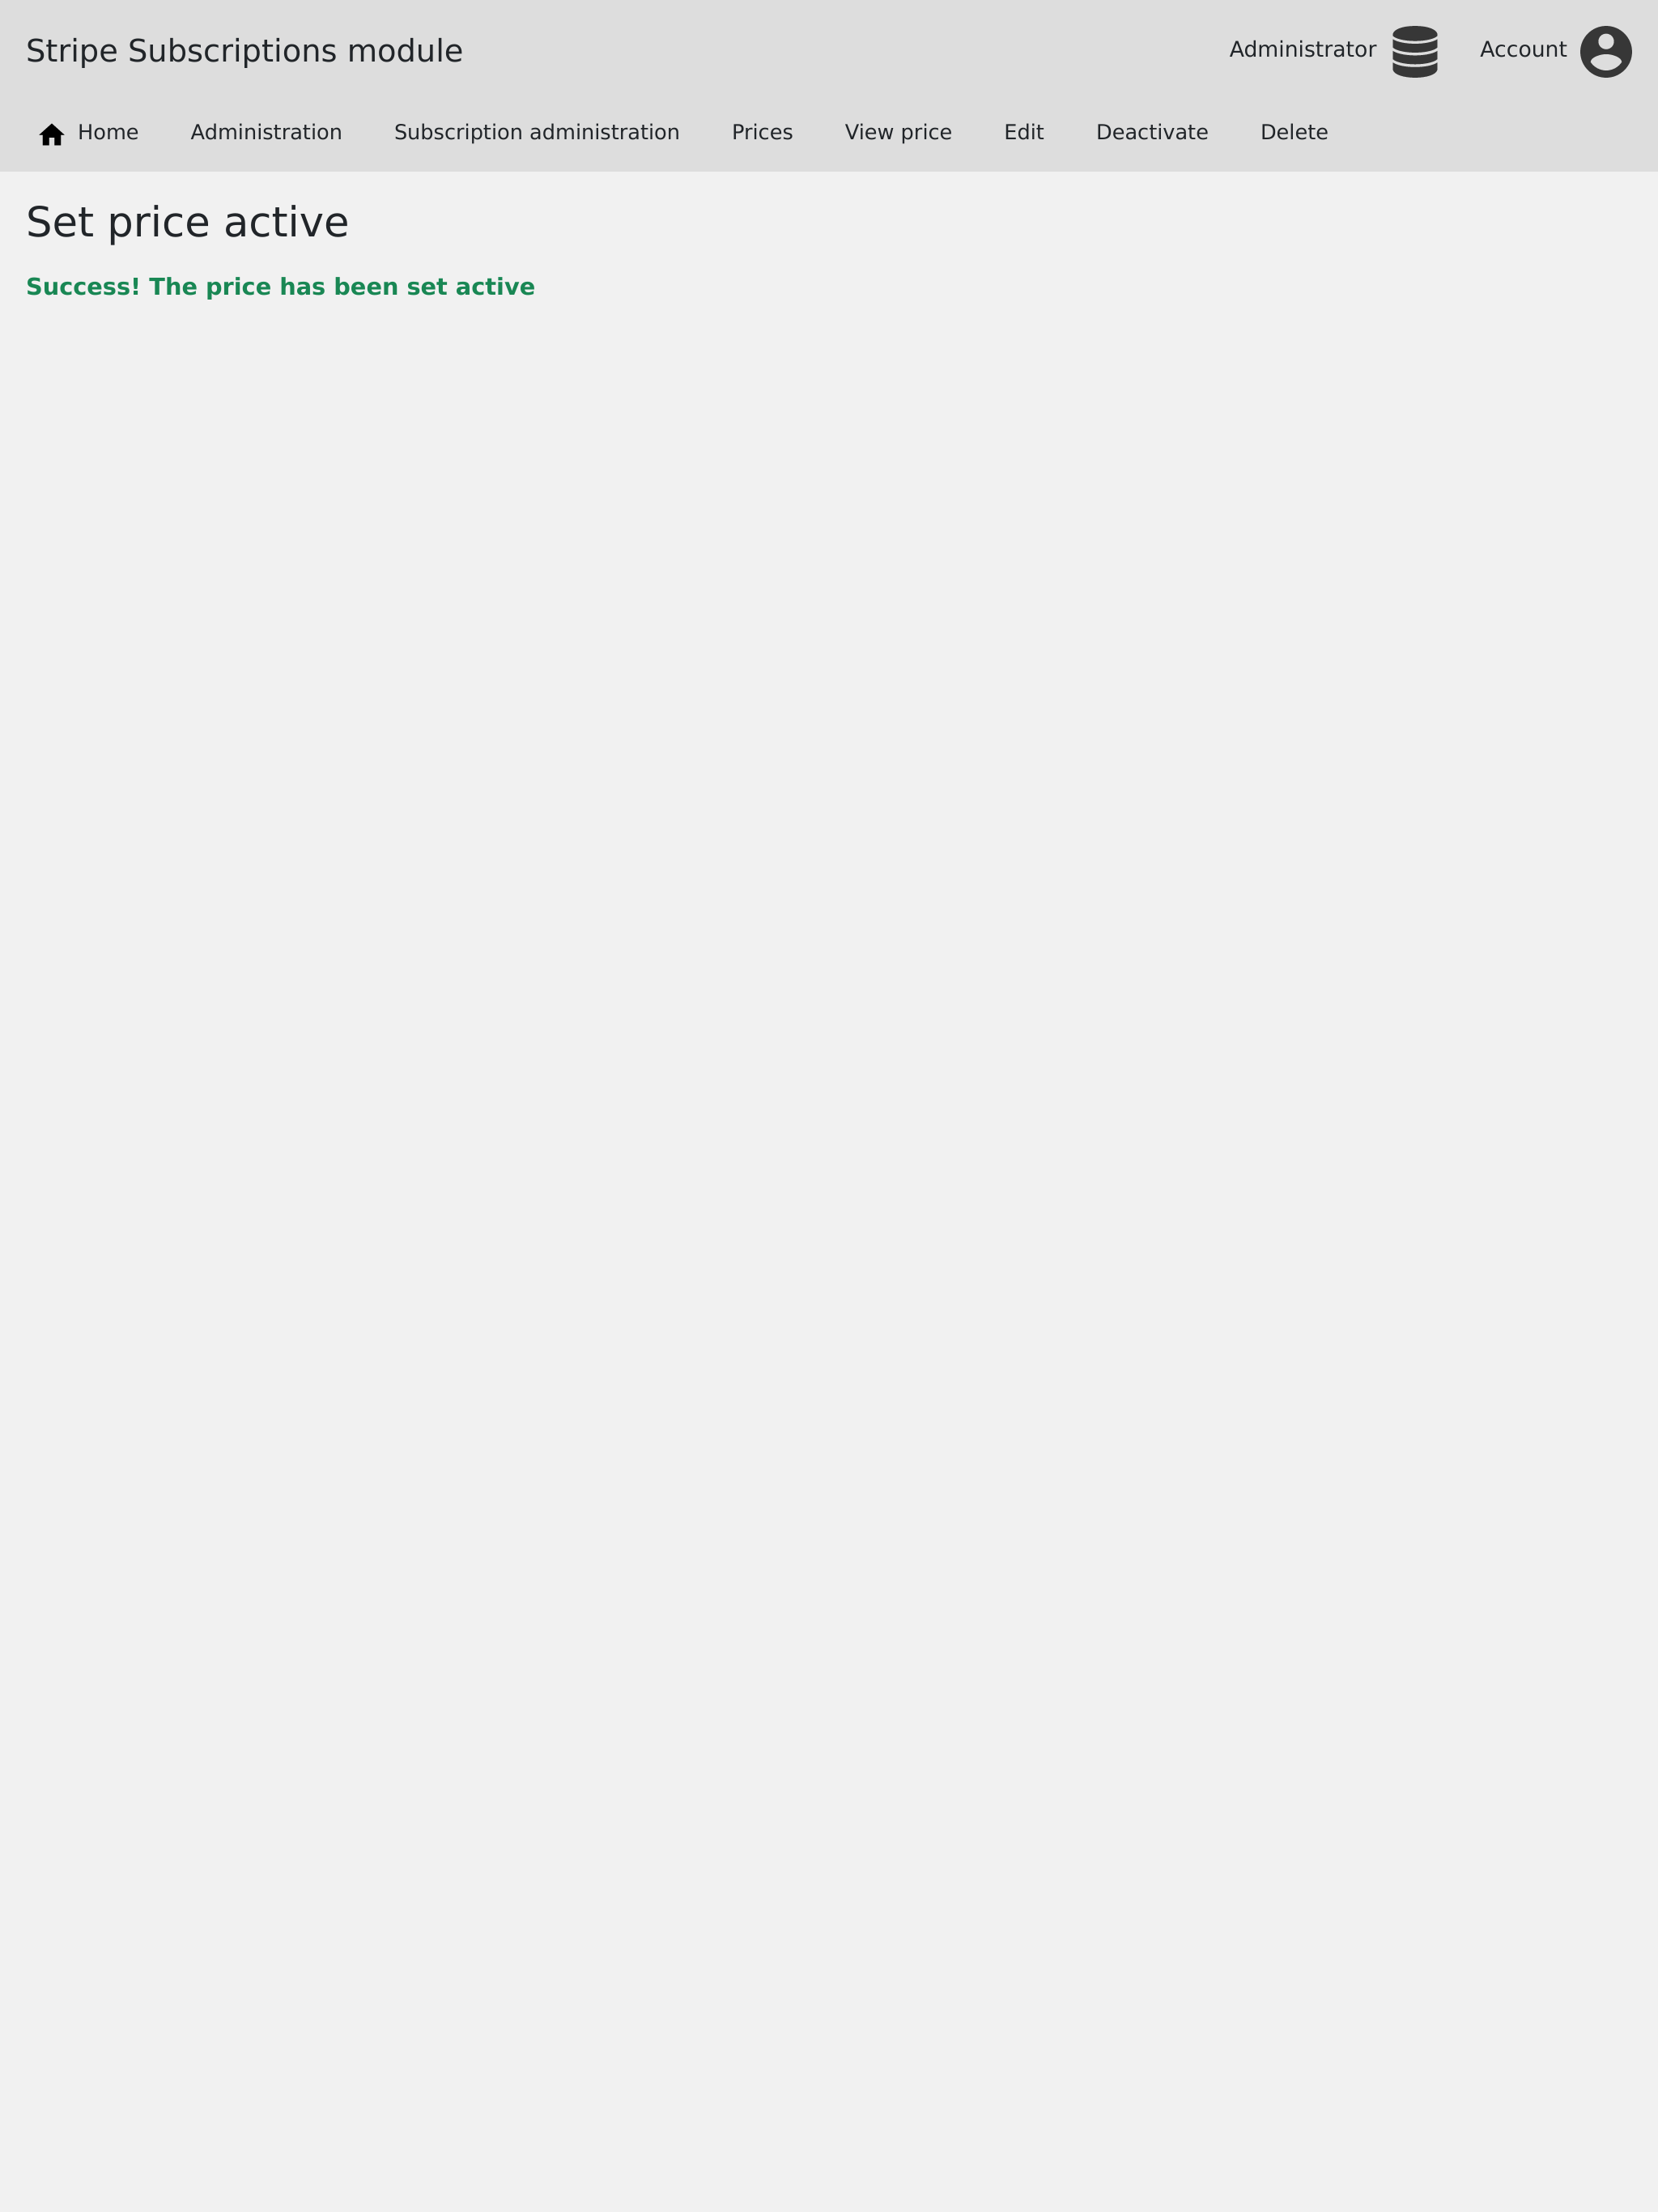 Stripe Subscriptions module
Administrator
Account
Home Administration Subscription administration Prices View price Edit Deactivate Delete
Set price active
Success! The price has been set active